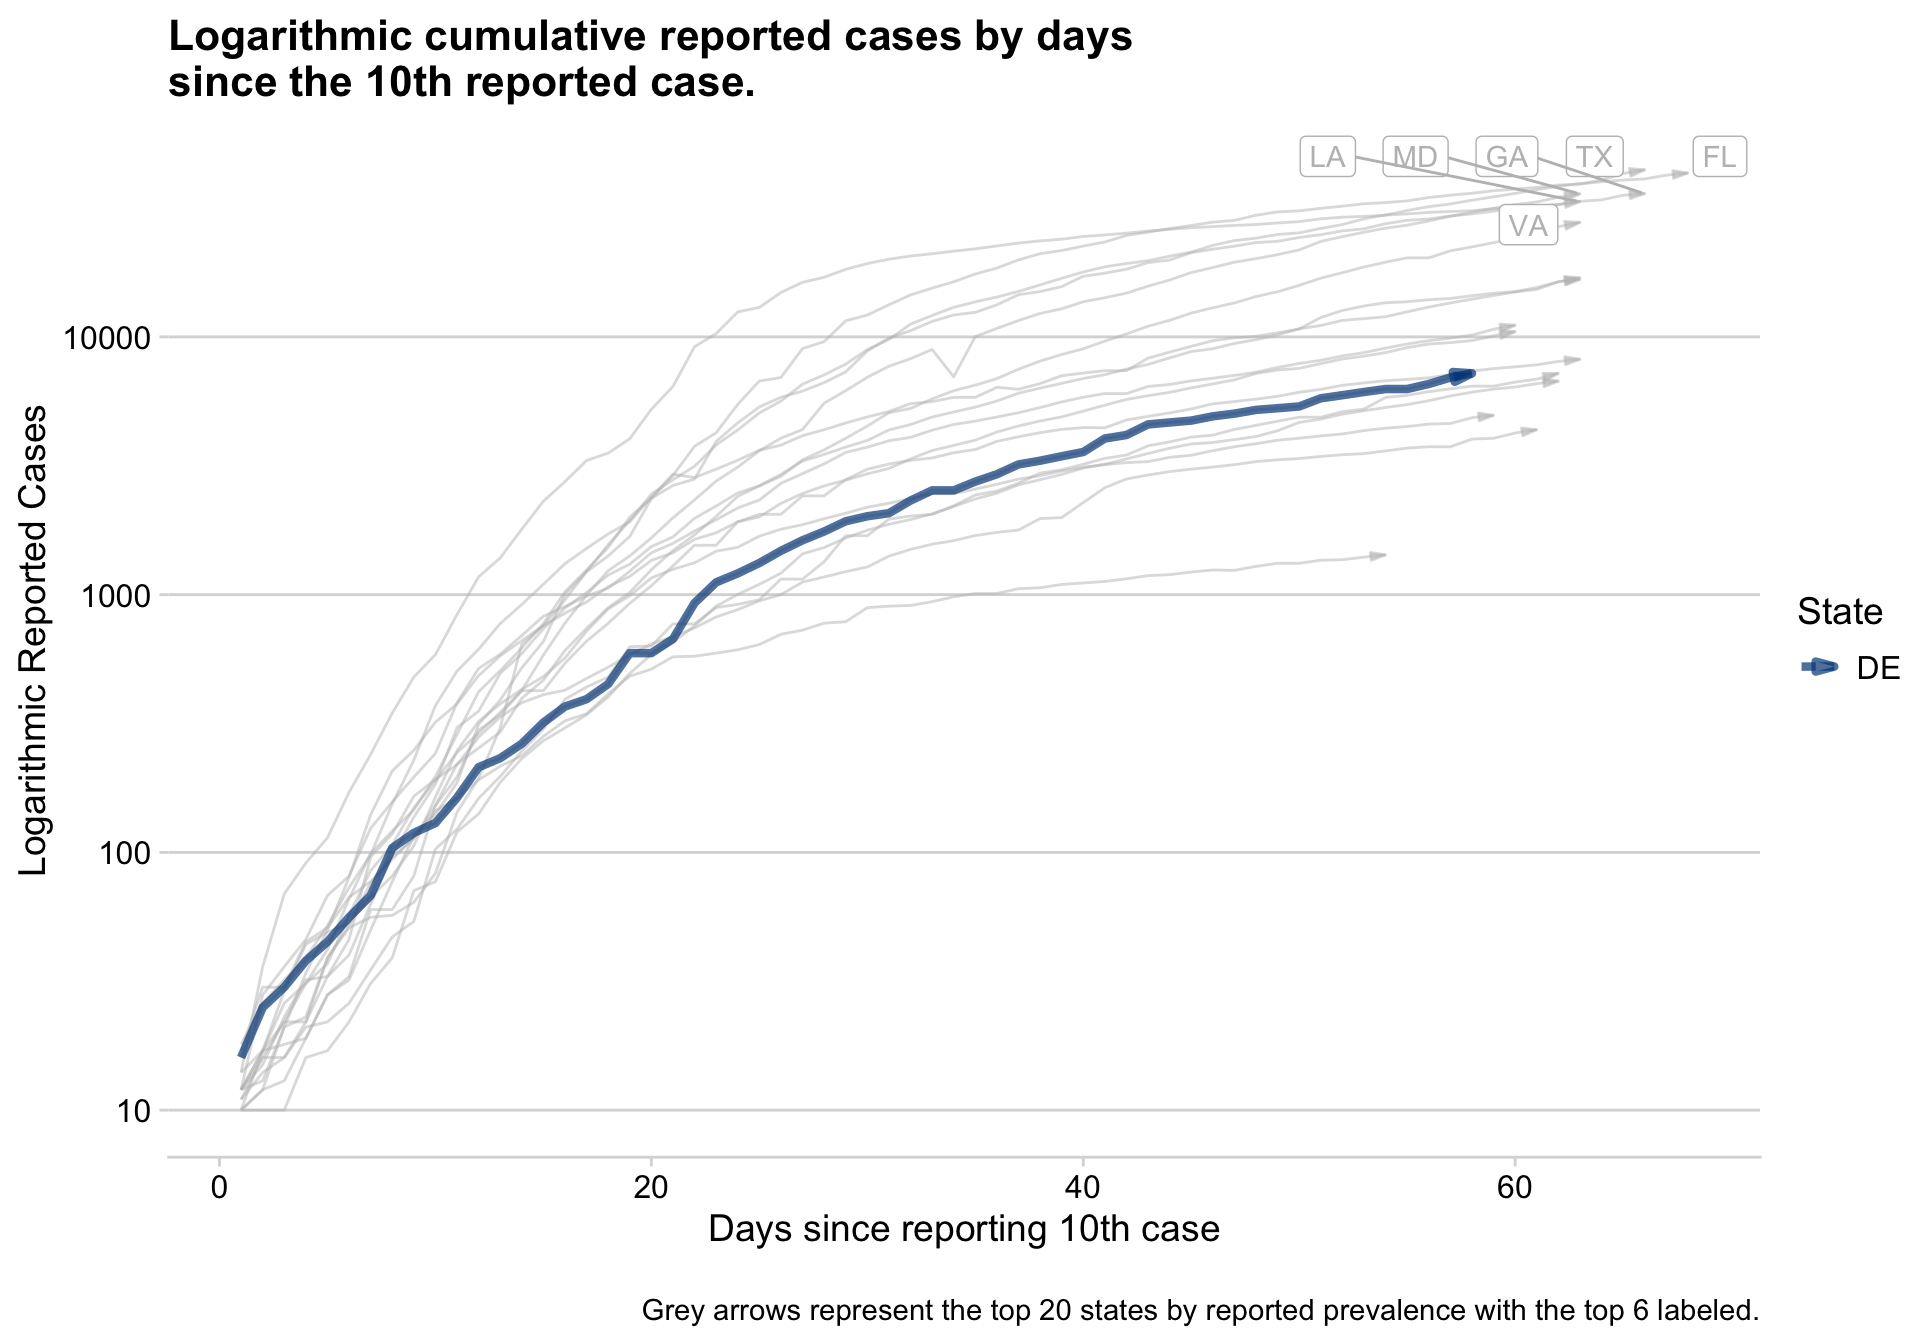 Logarithmic cumulative reported cases by days
since the 10th reported case.
LA MD GA TX FL
VA
10000
1000
100
10
Logarithmic Reported Cases
0 20 40 60
Days since reporting 10th case
State
DE
Grey arrows represent the top 20 states by reported prevalence with the top 6 labeled.